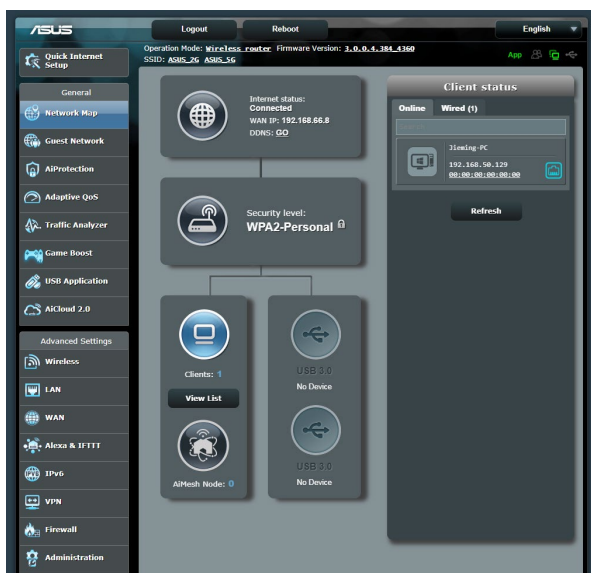 ASUS
Logout
Reboot
English
Quick Internet
Setup
Operation Mode: Wireless router Firmware Version: 3.0.0.4.384_4360
SSID: ASUS_2G ASUS_5G
App
General
Network Map
Guest Network
AiProtection
Adaptive QoS
Traffic Analyzer
Game Boost
USB Application
AiCloud 2.0
Advanced Settings
Wireless
LAN
WAN
Alexa & IFTTT
IPv6
VPN
Firewall
Administration
Internet status:
Connected
WAN IP: 192.168.66.8
DDNS: GO
Security level:
WPA2-Personal
Clients: 1
View List
AiMesh Node: 0
USB 3.0
No Device
USB 3.0
No Device
Client status
Online
Wired (1)
Jieming-PC
192.168.50.129
00:00:00:00:00:00
Refresh